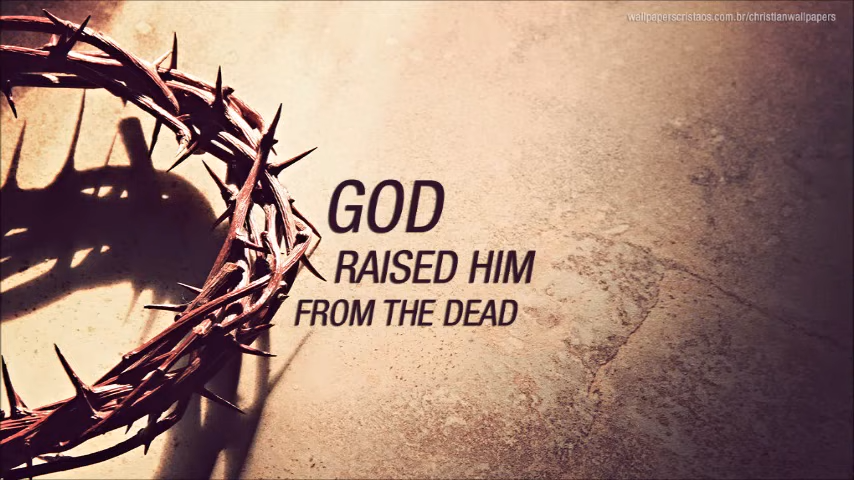 wallpaperscristaos.com.br/christianwallpapers
GOD
RAISED HIM
FROM THE DEAD